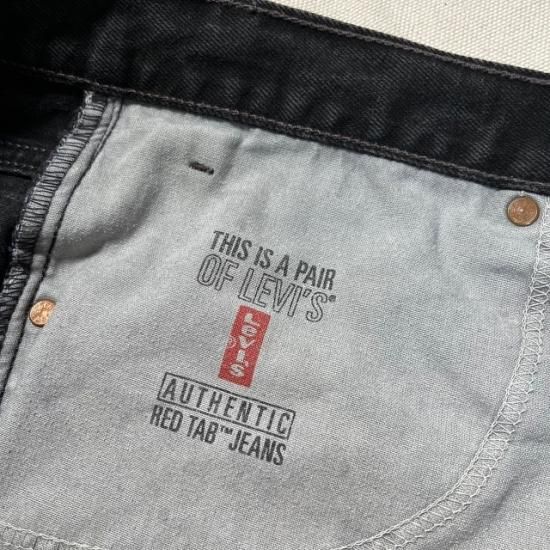 THIS IS A PAIR
OF LEVI'S®
LEVI'S
®
AUTHENTIC
RED TAB™ JEANS